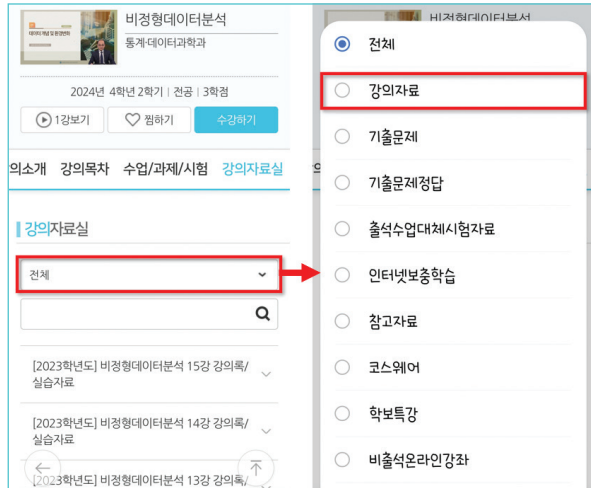 비정형데이터분석
통계·데이터과학과
2024년 4학년 2학기 | 전공 | 3학점
1강보기
찜하기
수강하기
의소개 강의목차 수업/과제/시험 강의자료실
강의자료실
전체
[2023학년도] 비정형데이터분석 15강 강의록/
실습자료
[2023학년도] 비정형데이터분석 14강 강의록/
실습자료
[2023학년도] 비정형데이터분석 13강 강의록/
비정형데이터분석
전체
강의자료
기출문제
기출문제정답
출석수업대체시험자료
인터넷보충학습
참고자료
코스웨어
학보특강
비출석온라인강좌